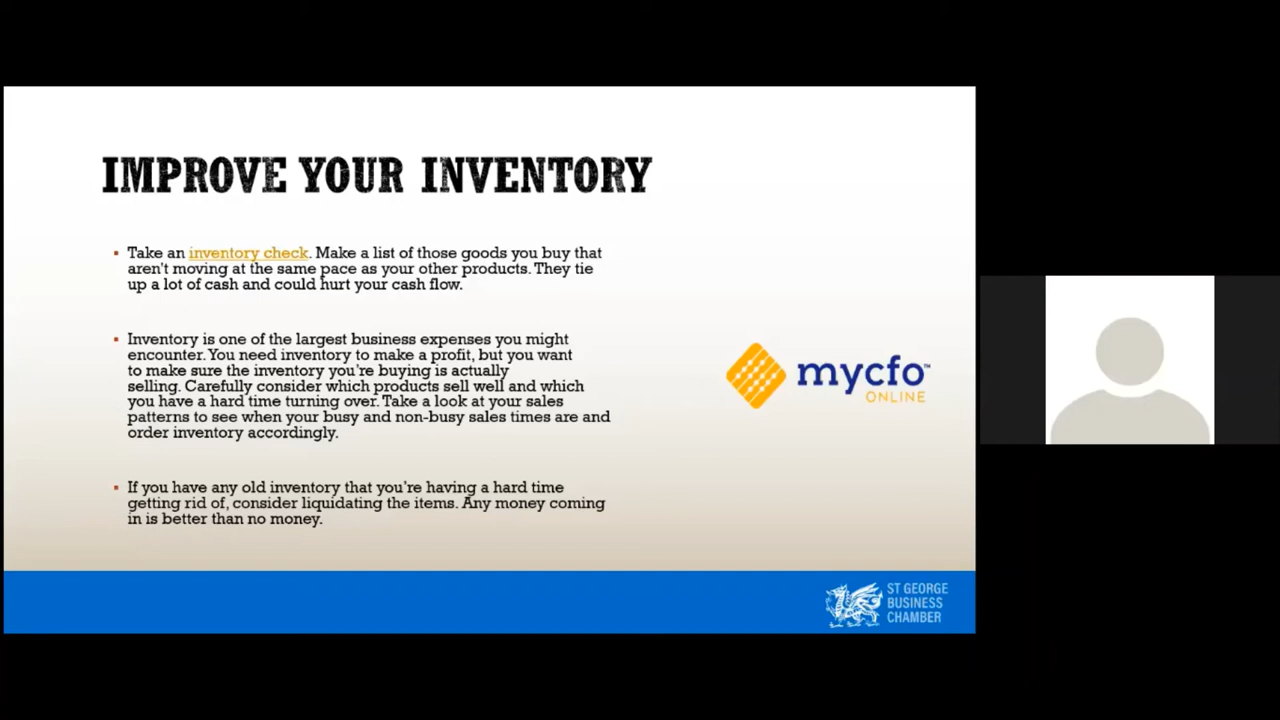 IMPROVE YOUR INVENTORY
Take an inventory check. Make a list of those goods you buy that
aren't moving at the same pace as your other products. They tie
up a lot of cash and could hurt your cash flow.
Inventory is one of the largest business expenses you might
encounter. You need inventory to make a profit, but you want
to make sure the inventory you're buying is actually
selling. Carefully consider which products sell well and which
you have a hard time turning over. Take a look at your sales
patterns to see when your busy and non-busy sales times are and
order inventory accordingly.
If you have any old inventory that you're having a hard time
getting rid of, consider liquidating the items. Any money coming
in is better than no money.
mycfo™
ONLINE
ST GEORGE
BUSINESS
CHAMBER